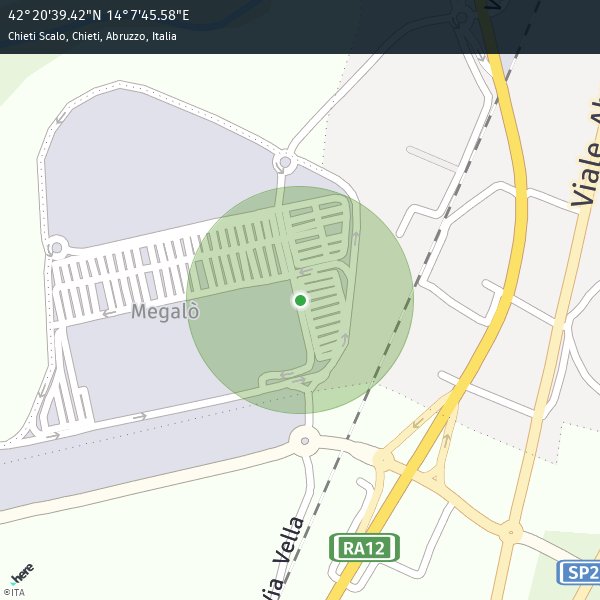 42°20'39.42"N 14°7'45.58"E
Chieti Scalo, Chieti, Abruzzo, Italia
Viale
Megalò
RA12
Via Vella
SP2
here
©ITA